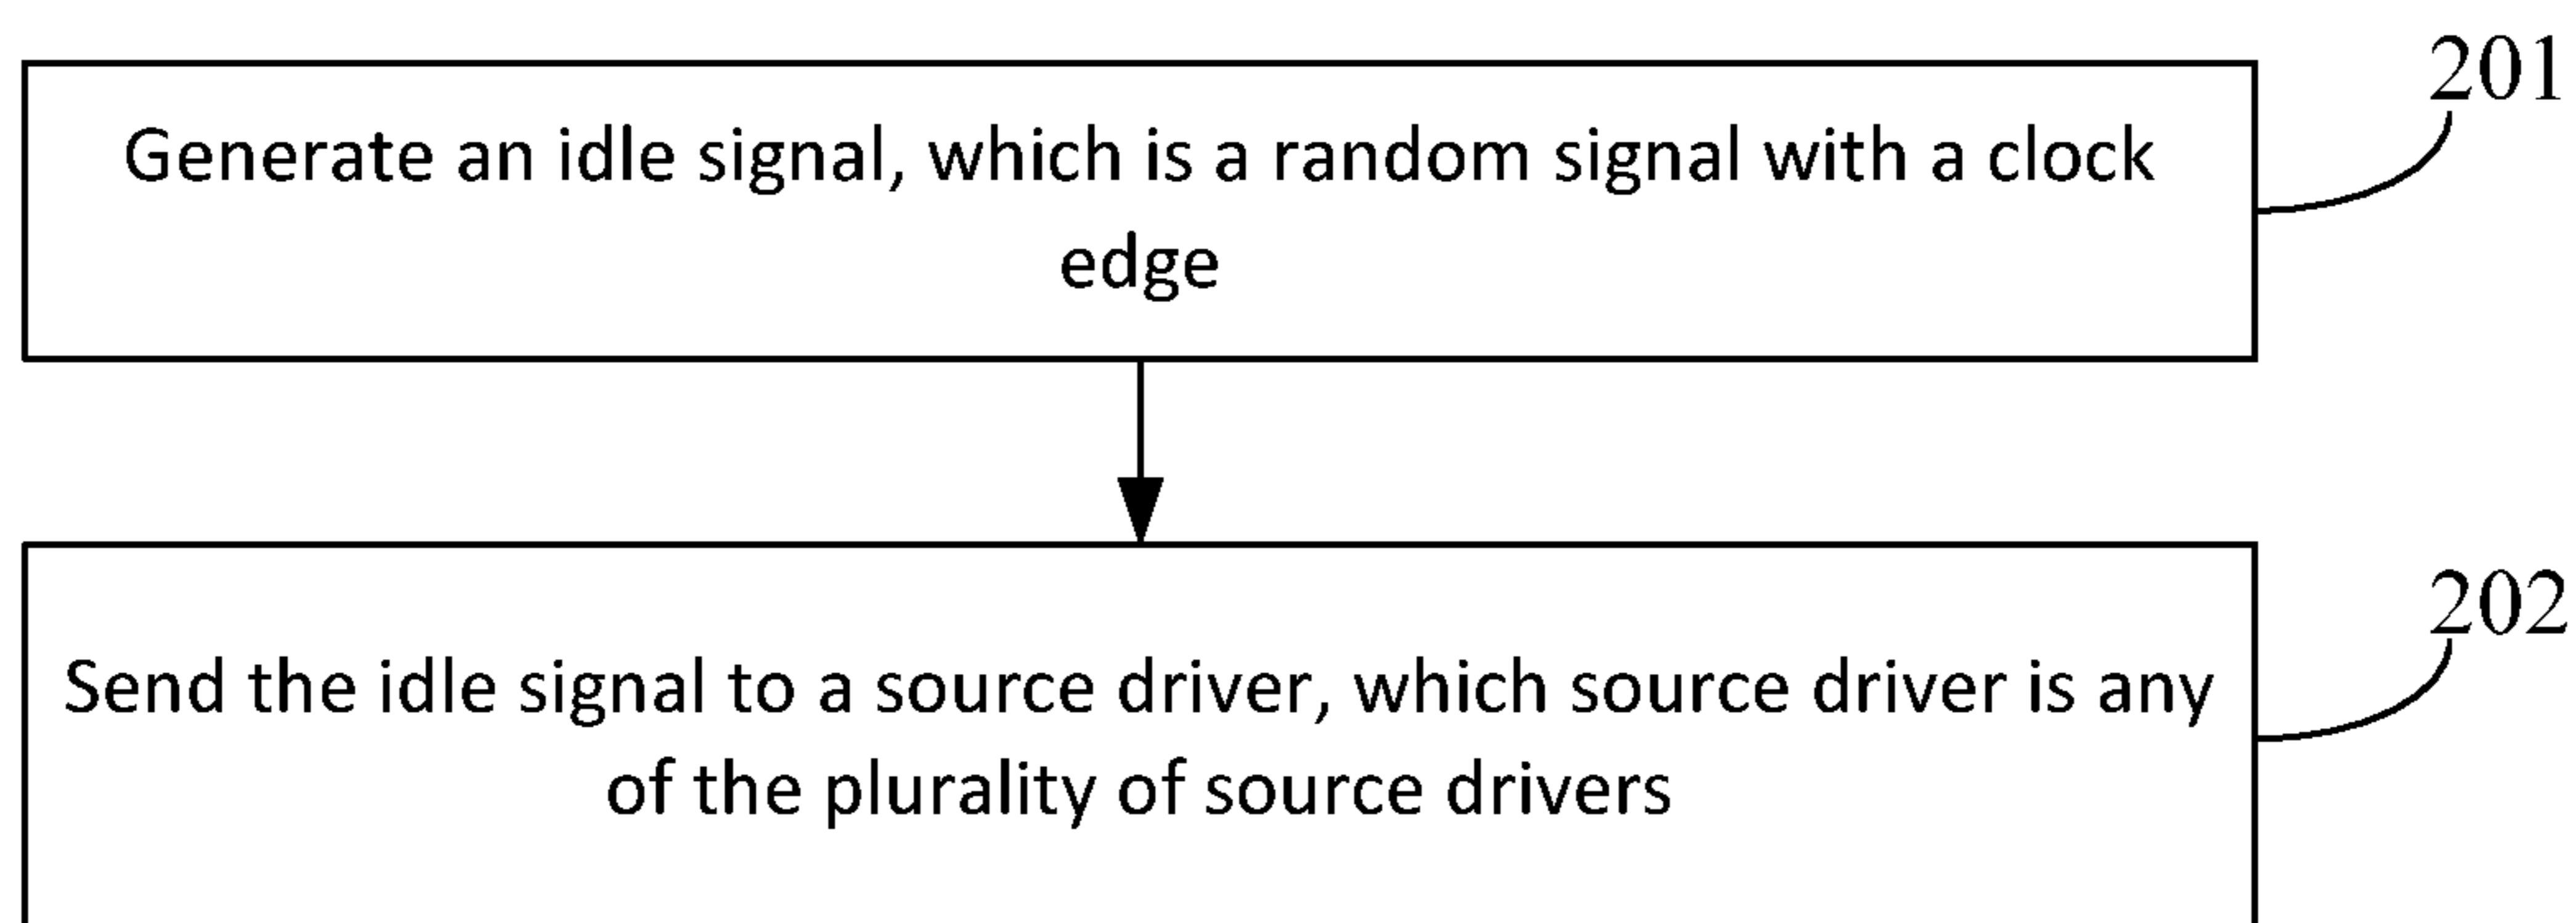 201
Generate an idle signal, which is a random signal with a clock
edge
202
Send the idle signal to a source driver, which source driver is any
of the plurality of source drivers